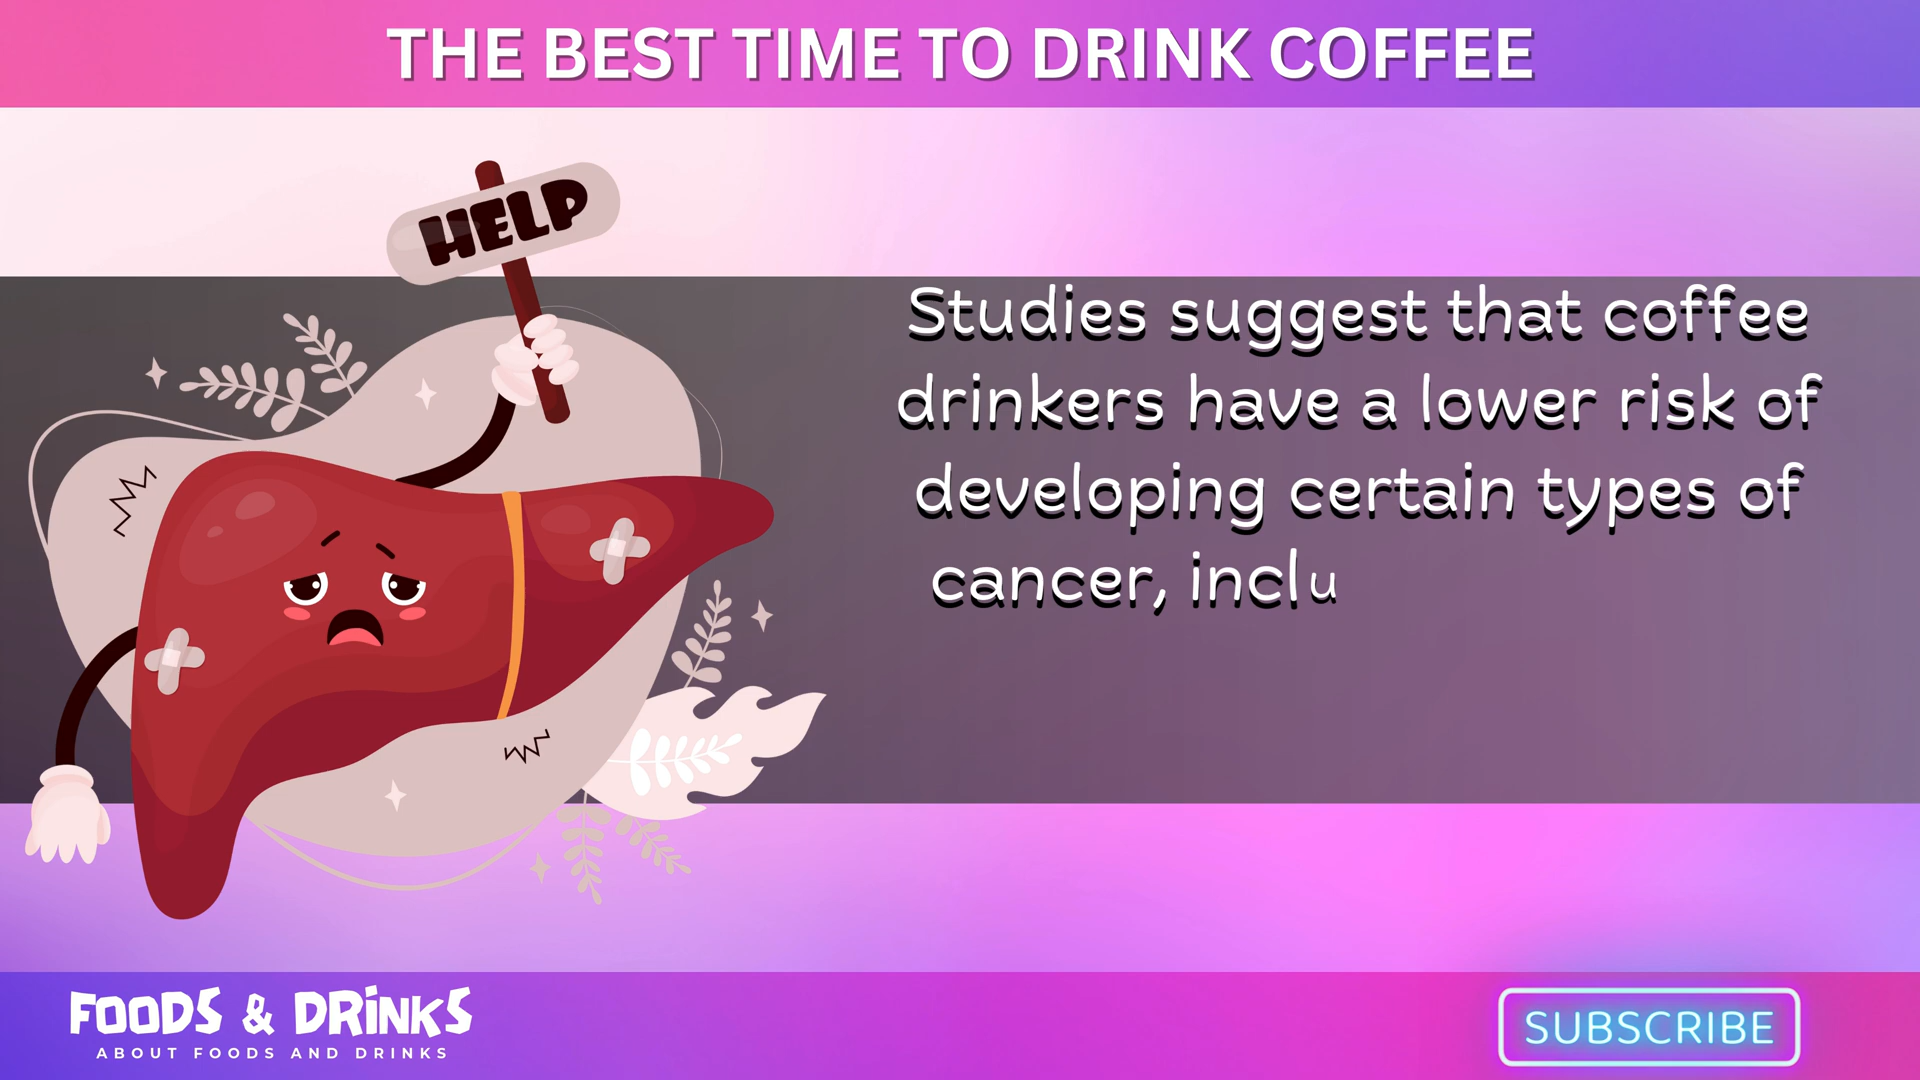 THE BEST TIME TO DRINK COFFEE
HELP
Studies suggest that coffee
drinkers have a lower risk of
developing certain types of
cancer, inclu
FOODS & DRiNKS
ABOUT FOODS AND DRINKS
SUBSCRIBE